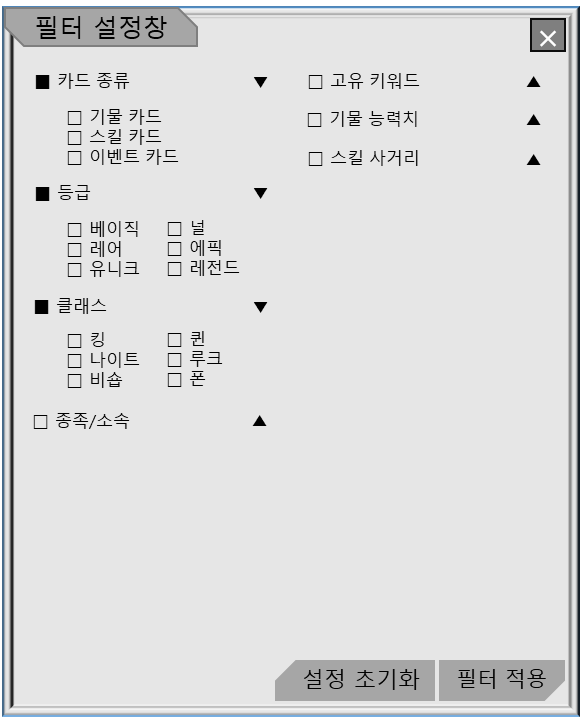 필터 설정창
■ 카드 종류 ▼
□ 기물 카드
□ 스킬 카드
□ 이벤트 카드
■ 등급 ▼
□ 베이직 □ 널
□ 레어 □ 에픽
□ 유니크 □ 레전드
■ 클래스 ▼
□ 킹 □ 퀸
□ 나이트 □ 루크
□ 비숍 □ 폰
□ 종족/소속 ▲
□ 고유 키워드 ▲
□ 기물 능력치 ▲
□ 스킬 사거리 ▲
설정 초기화
필터 적용